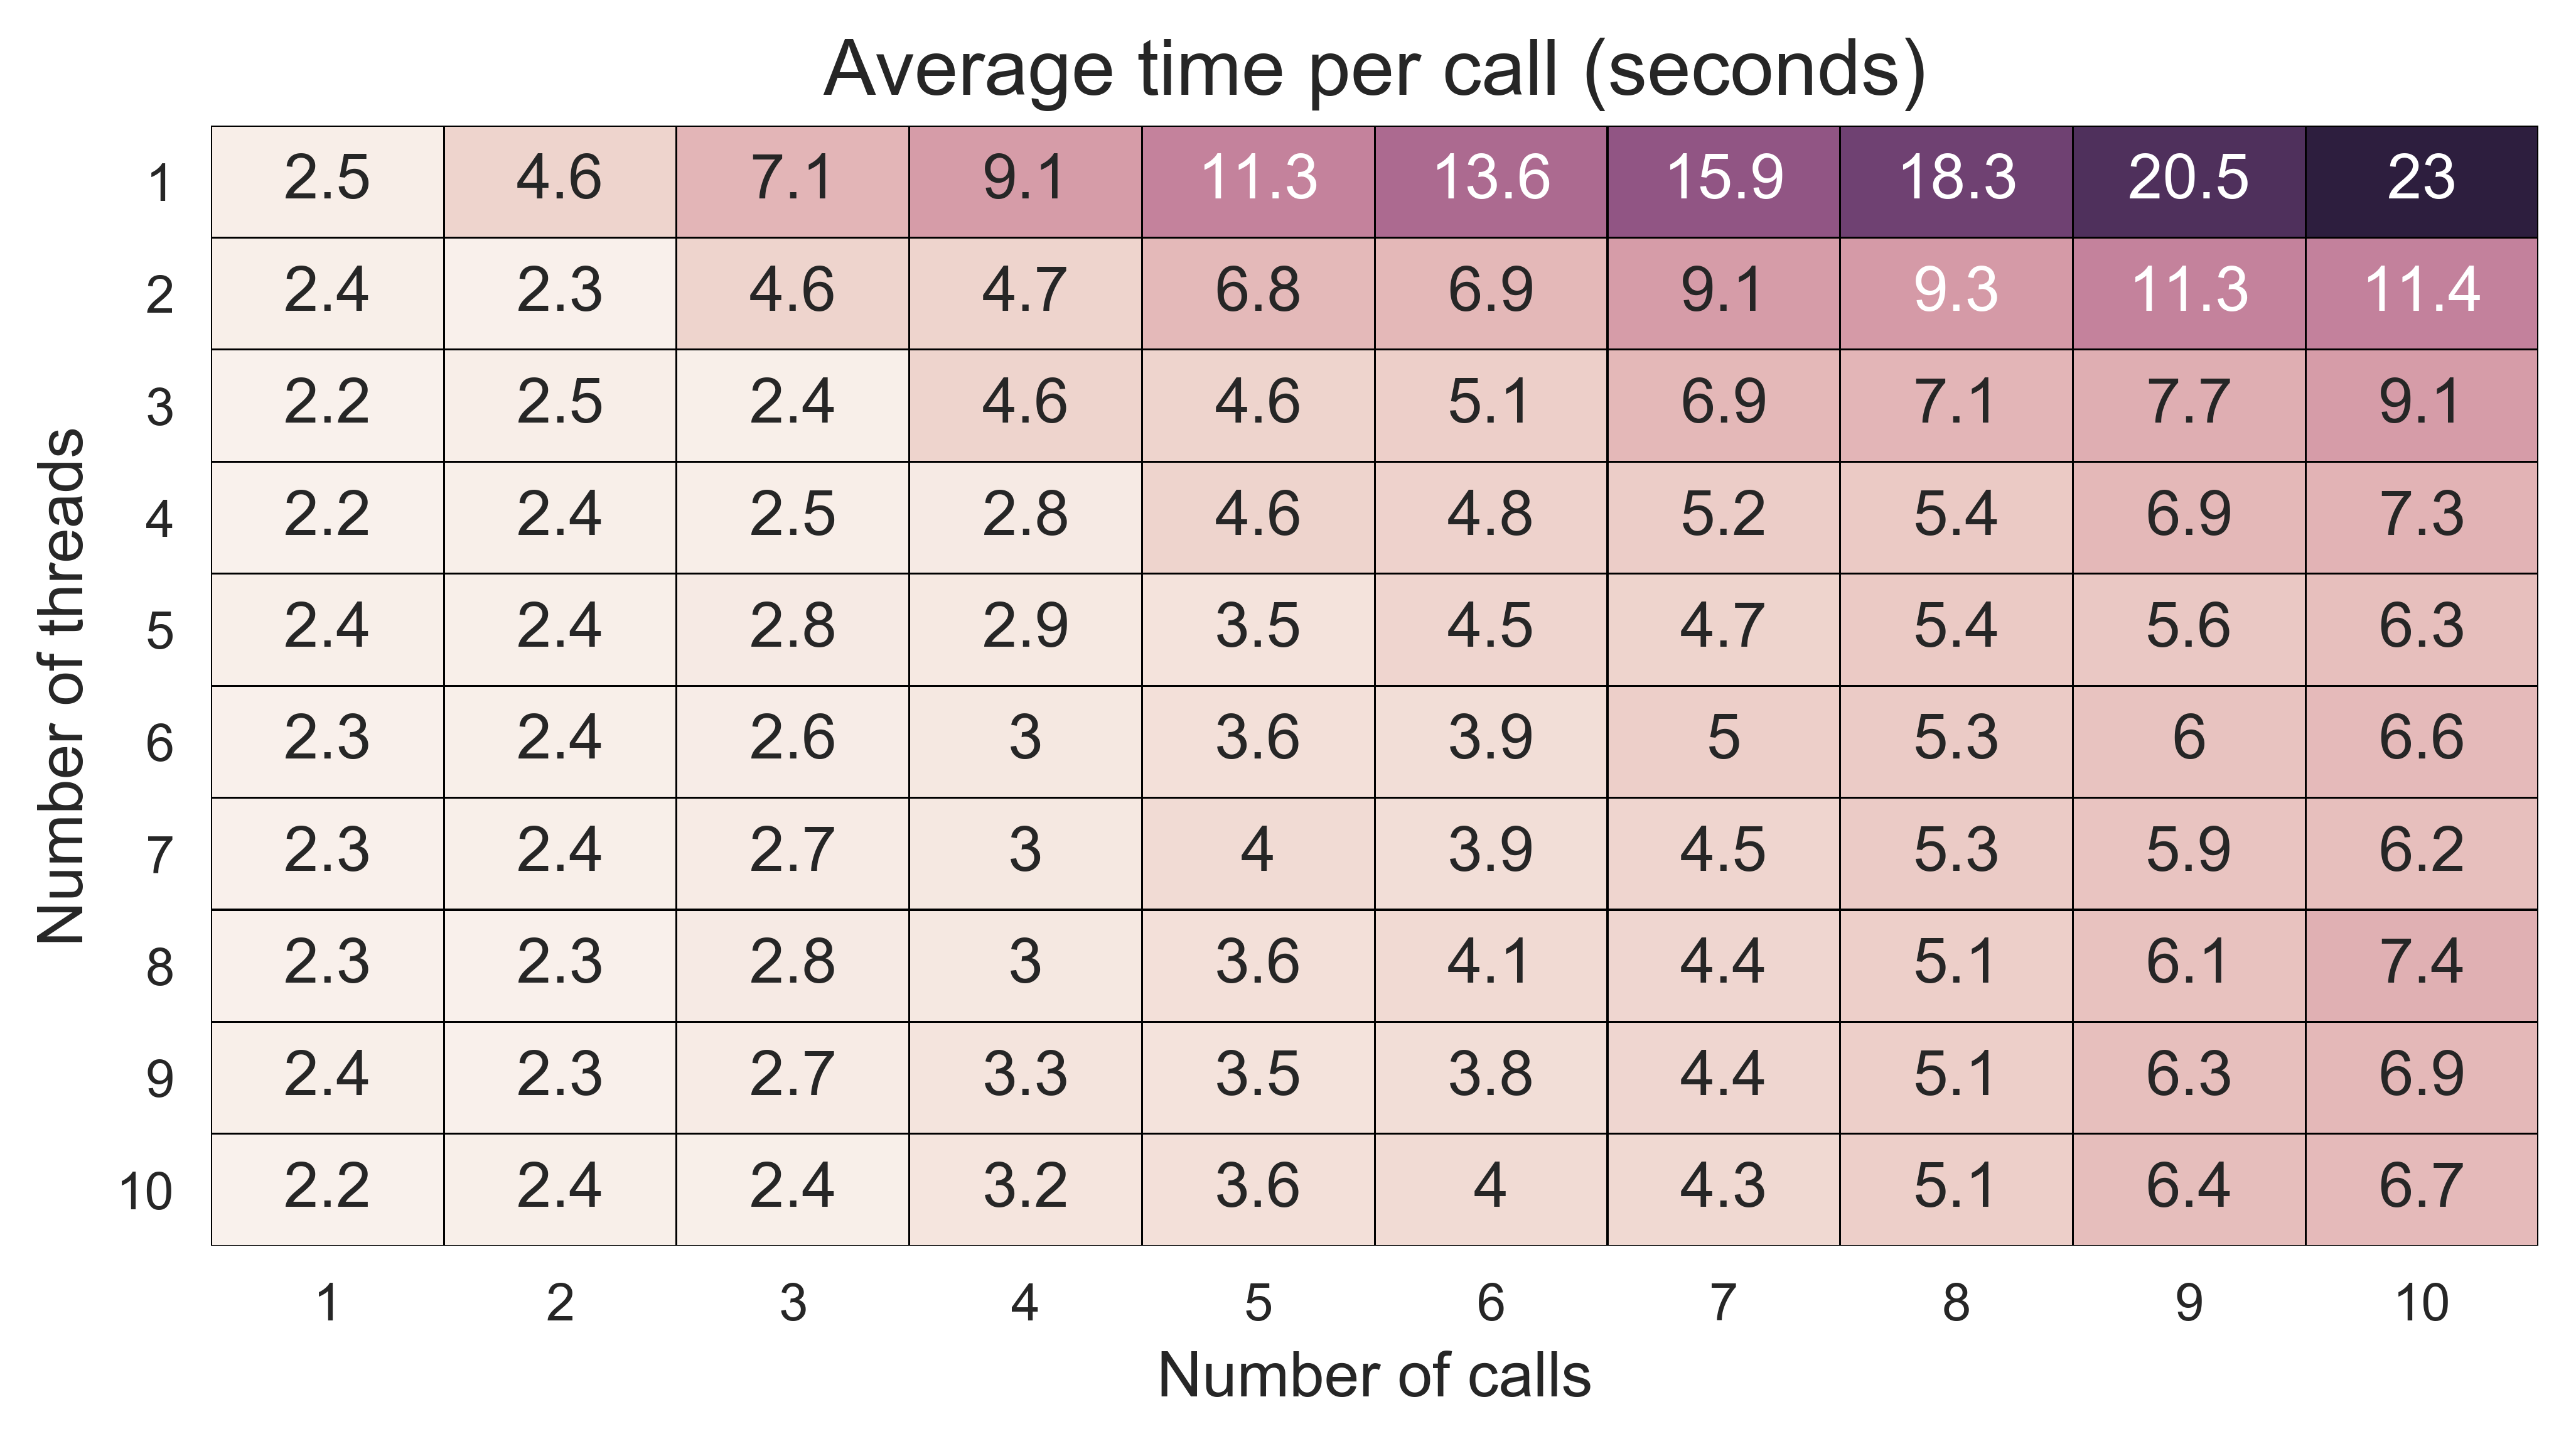 Average time per call (seconds)
Number of threads
1 2.5 4.6 7.1 9.1 11.3 13.6 15.9 18.3 20.5 23
2 2.4 2.3 4.6 4.7 6.8 6.9 9.1 9.3 11.3 11.4
3 2.2 2.5 2.4 4.6 4.6 5.1 6.9 7.1 7.7 9.1
4 2.2 2.4 2.5 2.8 4.6 4.8 5.2 5.4 6.9 7.3
5 2.4 2.4 2.8 2.9 3.5 4.5 4.7 5.4 5.6 6.3
6 2.3 2.4 2.6 3 3.6 3.9 5 5.3 6 6.6
7 2.3 2.4 2.7 3 4 3.9 4.5 5.3 5.9 6.2
8 2.3 2.3 2.8 3 3.6 4.1 4.4 5.1 6.1 7.4
9 2.4 2.3 2.7 3.3 3.5 3.8 4.4 5.1 6.3 6.9
10 2.2 2.4 2.4 3.2 3.6 4 4.3 5.1 6.4 6.7
1 2 3 4 5 6 7 8 9 10
Number of calls